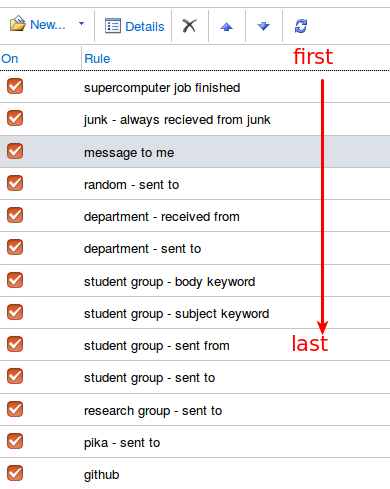 New... Details
On Rule first
supercomputer job finished
junk - always recieved from junk
message to me
random - sent to
department - received from
department - sent to
student group - body keyword
student group - subject keyword
student group - sent from last
student group - sent to
research group - sent to
pika - sent to
github